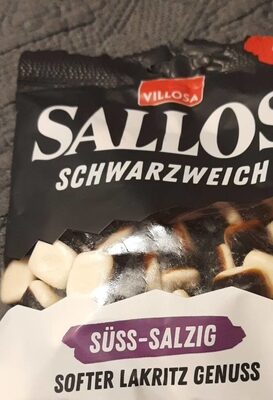 VILLOSA
SALLOS
SCHWARZWEICH
SÜSS-SALZIG
SOFTER LAKRITZ GENUSS